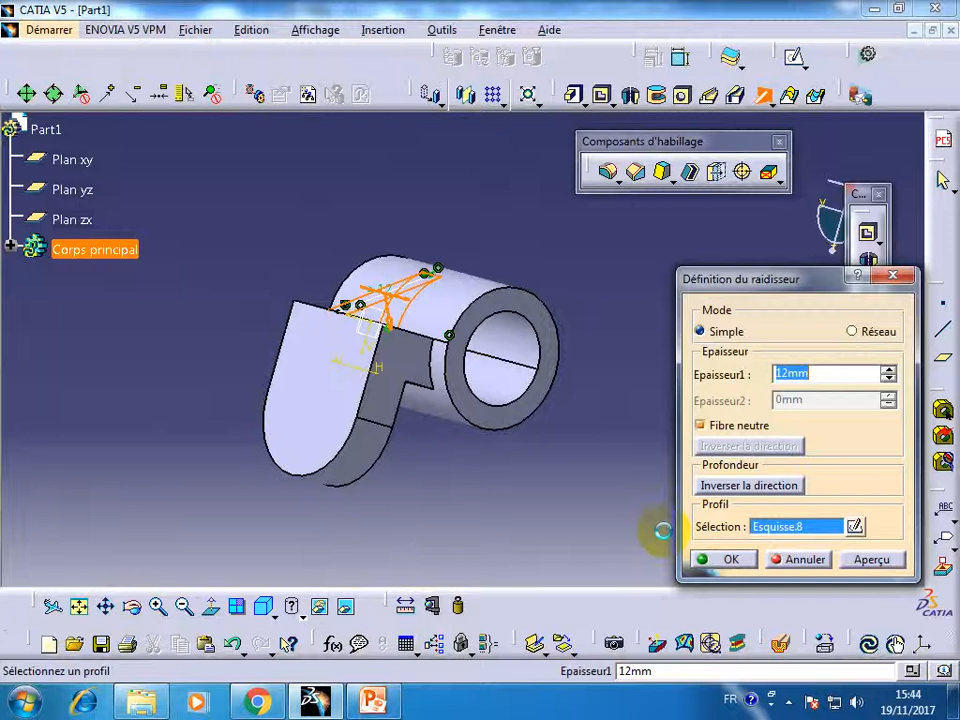 CATIA V5 - [Part1]
Démarrer ENOVIA V5 VPM Fichier Edition Affichage Insertion Outils Fenêtre Aide
Part1
Plan xy
Plan yz
Plan zx
Corps principal
Composants d'habillage
C...
Définition du raidisseur
Mode
Simple Réseau
Epaisseur
Epaisseur1 : 12mm
Epaisseur2 : 0mm
Fibre neutre
Inverser la direction
Profondeur
Inverser la direction
Profil
Sélection : Esquisse.8
OK Annuler Aperçu
12
H
y
PCS
ABC
f(x)
CATIA
Sélectionnez un profil Epaisseur1 12mm
FR 15:44
19/11/2017